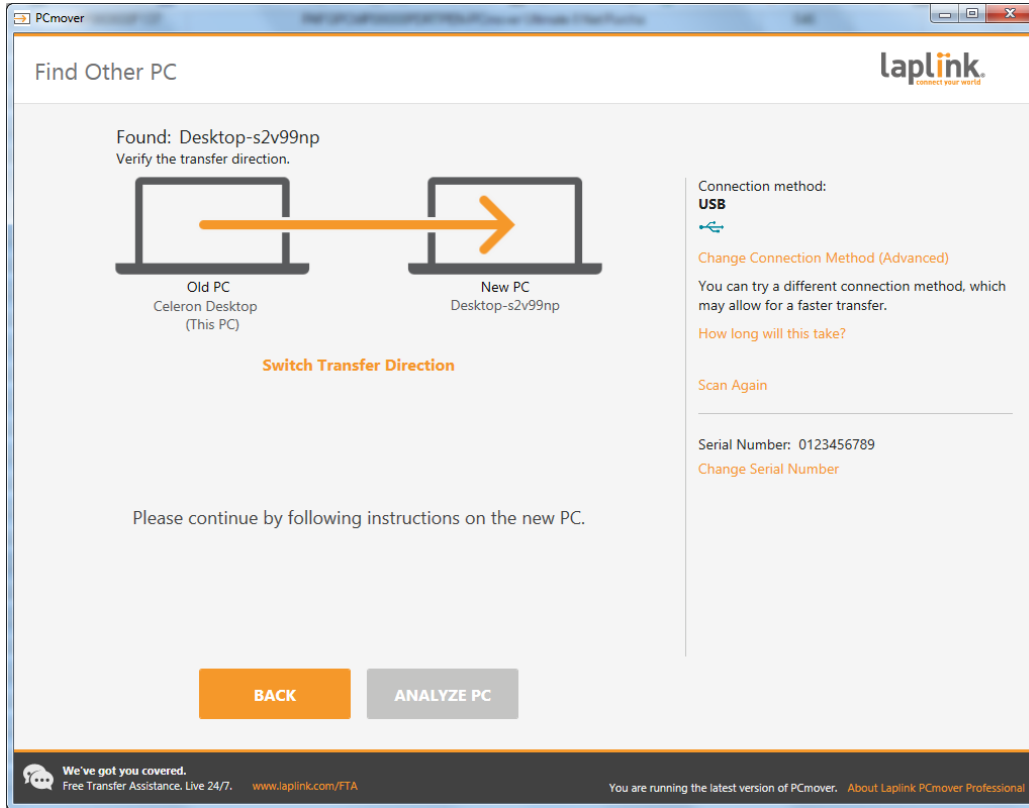 PCmover
Find Other PC
laplink.
connect your world
Found: Desktop-s2v99np
Verify the transfer direction.
Old PC
Celeron Desktop
(This PC)
New PC
Desktop-s2v99np
Switch Transfer Direction
Please continue by following instructions on the new PC.
Connection method:
USB
Change Connection Method (Advanced)
You can try a different connection method, which
may allow for a faster transfer.
How long will this take?
Scan Again
Serial Number: 0123456789
Change Serial Number
BACK
ANALYZE PC
We've got you covered.
Free Transfer Assistance. Live 24/7. www.laplink.com/FTA
You are running the latest version of PCmover. About Laplink PCmover Professional